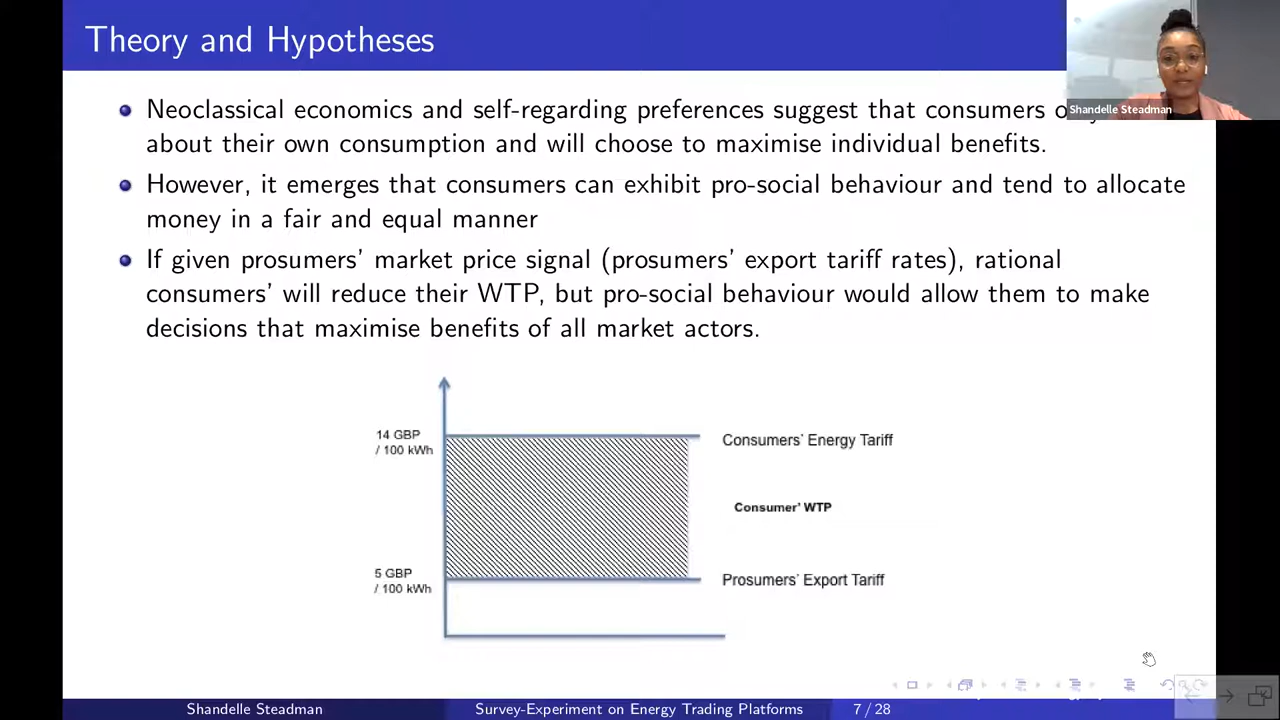 Theory and Hypotheses
Shandelle Steadman
Neoclassical economics and self-regarding preferences suggest that consumers
about their own consumption and will choose to maximise individual benefits.
However, it emerges that consumers can exhibit pro-social behaviour and tend to allocate
money in a fair and equal manner
If given prosumers' market price signal (prosumers' export tariff rates), rational
consumers' will reduce their WTP, but pro-social behaviour would allow them to make
decisions that maximise benefits of all market actors.
14 GBP
/ 100 kWh
Consumers' Energy Tariff
Consumer' WTP
5 GBP
/ 100 kWh
Prosumers' Export Tariff
Shandelle Steadman Survey-Experiment on Energy Trading Platforms 7 / 28